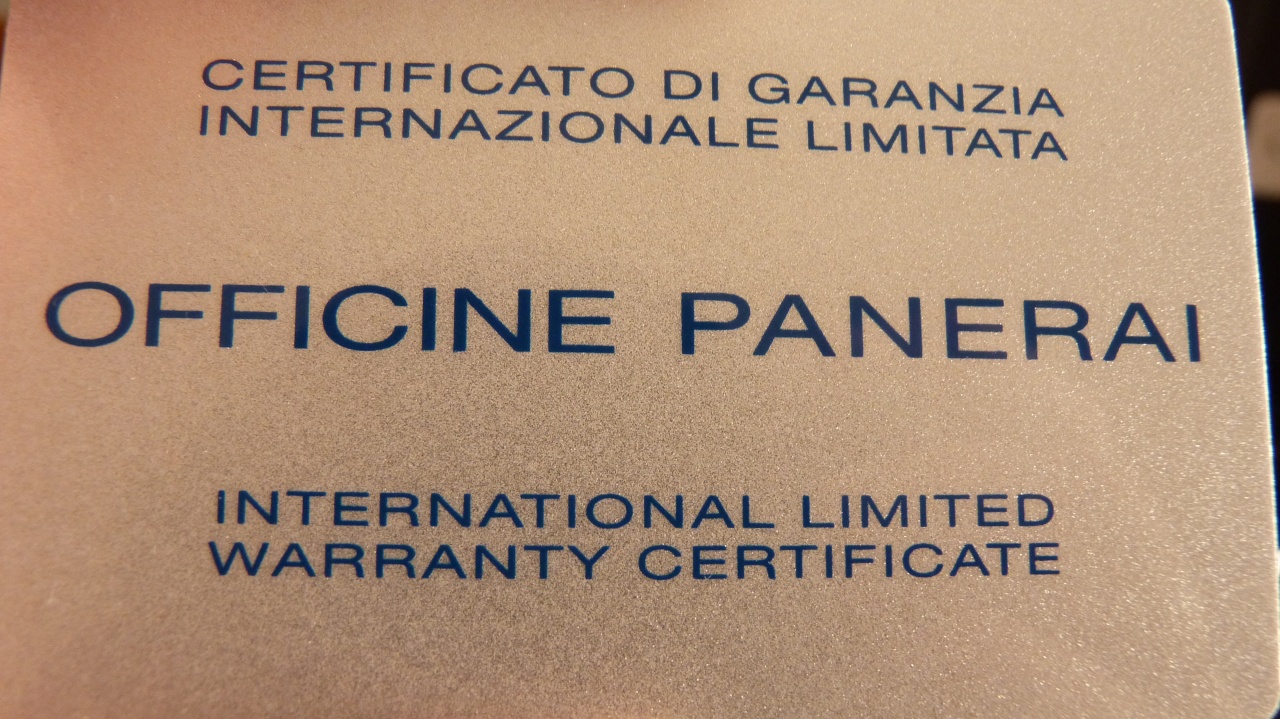 CERTIFICATO DI GARANZIA
INTERNAZIONALE LIMITATA
OFFICINE PANERAI
INTERNATIONAL LIMITED
WARRANTY CERTIFICATE